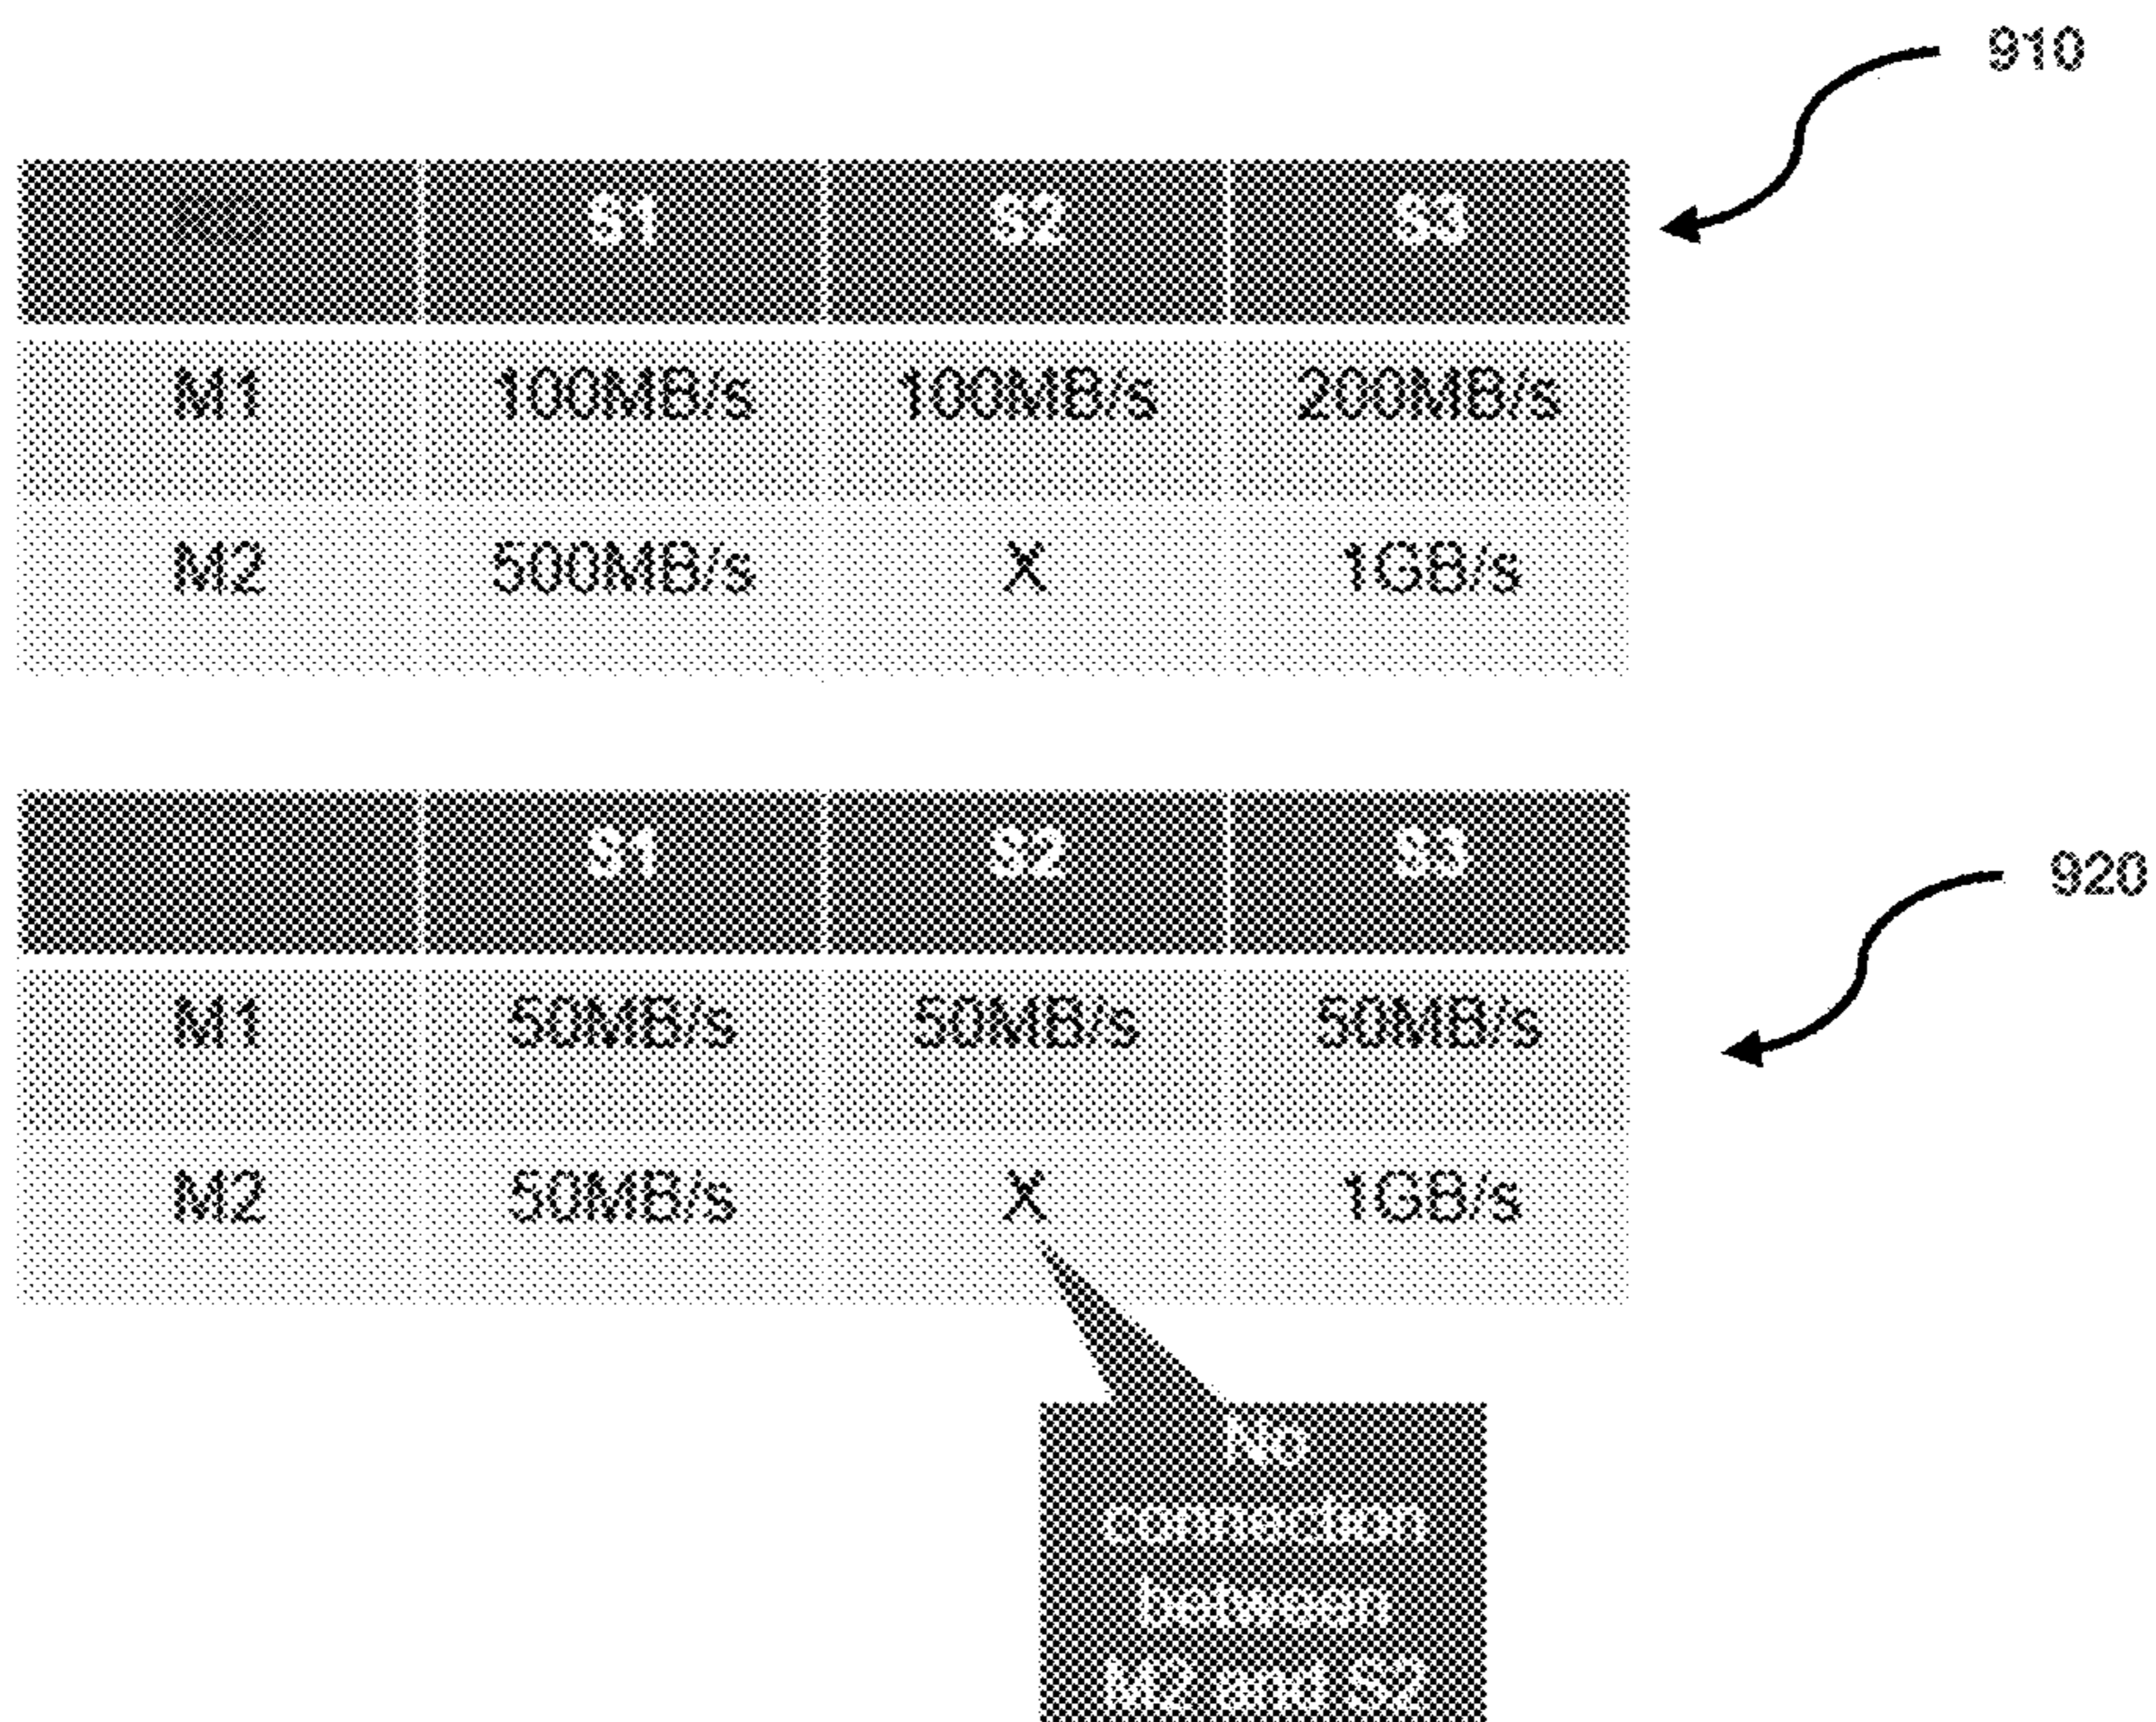 910
S1 S2 S3
M1 100MB/s 100MB/s 200MB/s
M2 500MB/s X 1GB/s
S1 S2 S3
920
M1 50MB/s 50MB/s 50MB/s
M2 50MB/s X 1GB/s
No
connection
between
M2 and S2